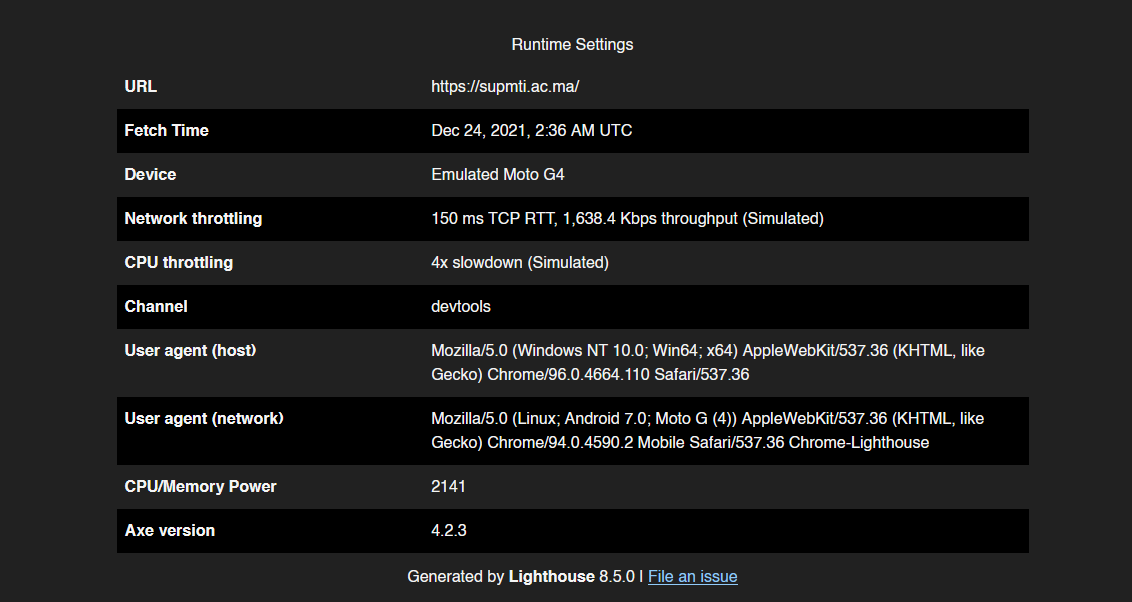 Runtime Settings
URL https://supmti.ac.ma/
Fetch Time Dec 24, 2021, 2:36 AM UTC
Device Emulated Moto G4
Network throttling 150 ms TCP RTT, 1,638.4 Kbps throughput (Simulated)
CPU throttling 4x slowdown (Simulated)
Channel devtools
User agent (host) Mozilla/5.0 (Windows NT 10.0; Win64; x64) AppleWebKit/537.36 (KHTML, like
Gecko) Chrome/96.0.4664.110 Safari/537.36
User agent (network) Mozilla/5.0 (Linux; Android 7.0; Moto G (4)) AppleWebKit/537.36 (KHTML, like
Gecko) Chrome/94.0.4590.2 Mobile Safari/537.36 Chrome-Lighthouse
CPU/Memory Power 2141
Axe version 4.2.3
Generated by Lighthouse 8.5.0 | File an issue